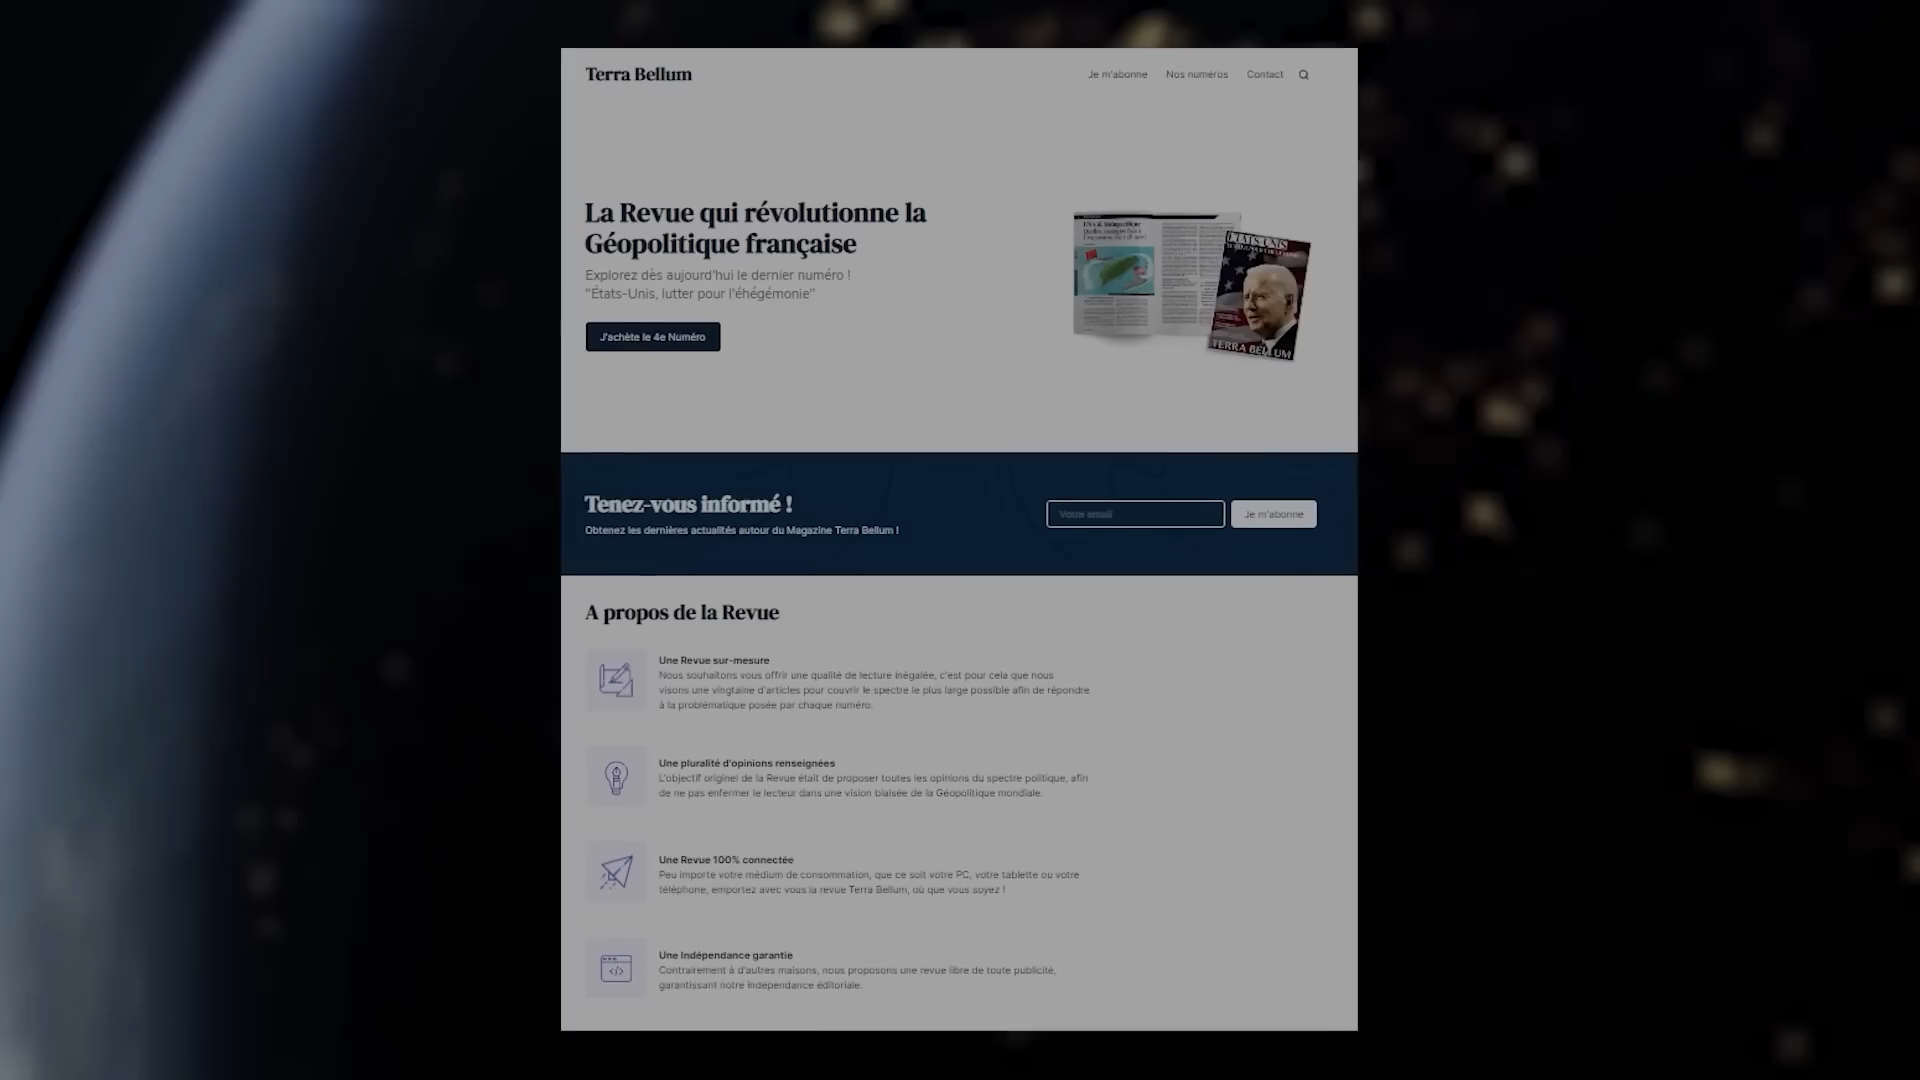 Terra Bellum
Je m'abonne
Nos numéros
Contact
La Revue qui révolutionne la
Géopolitique française
Explorez dès aujourd'hui le dernier numéro !
"États-Unis, lutter pour l'éhégémonie"
J'achète le 4e Numéro
ÉTATS-UNIS
TERRA BELLUM
Tenez-vous informé !
Obtenez les dernières actualités autour du Magazine Terra Bellum !
Votre email
Je m'abonne
A propos de la Revue
Une Revue sur-mesure
Nous souhaitons vous offrir une qualité de lecture inégalée, c'est pour cela que nous
visons une vingtaine d'articles pour couvrir le spectre le plus large possible afin de répondre
à la problématique posée par chaque numéro.
Une pluralité d'opinions renseignées
L'objectif originel de la Revue était de proposer toutes les opinions du spectre politique, afin
de ne pas enfermer le lecteur dans une vision biaisée de la Géopolitique mondiale.
Une Revue 100% connectée
Peu importe votre médium de consommation, que ce soit votre PC, votre tablette ou votre
téléphone, emportez avec vous la revue Terra Bellum, où que vous soyez !
Une Indépendance garantie
Contrairement à d'autres maisons, nous proposons une revue libre de toute publicité,
garantissant notre indépendance éditoriale.